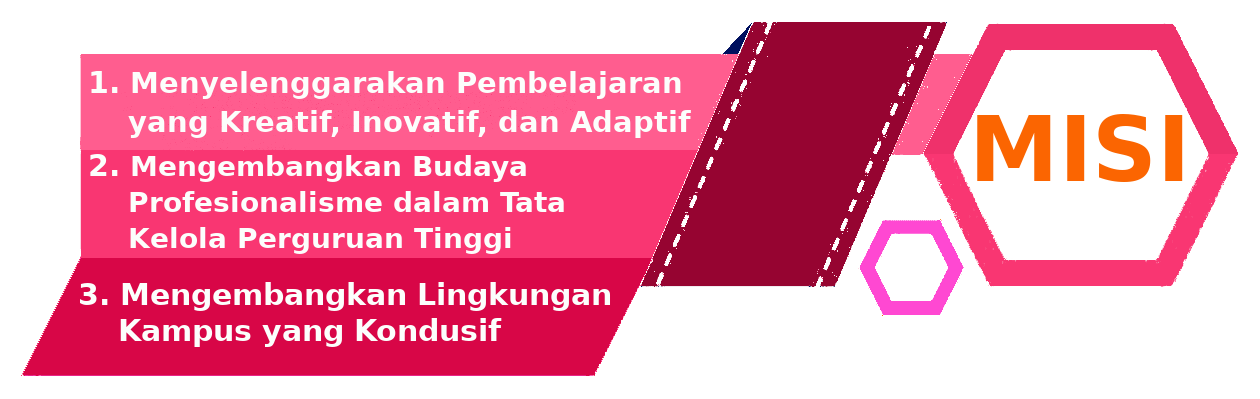 1. Menyelenggarakan Pembelajaran
yang Kreatif, Inovatif, dan Adaptif
2. Mengembangkan Budaya
Profesionalisme dalam Tata
Kelola Perguruan Tinggi
3. Mengembangkan Lingkungan
Kampus yang Kondusif
MISI